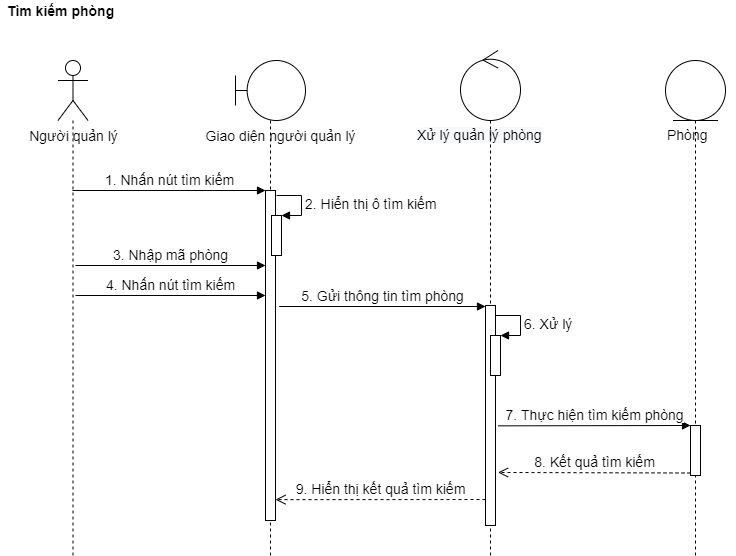 Tìm kiếm phòng
Người quản lý
Giao diện người quản lý
Xử lý quản lý phòng
Phòng
1. Nhấn nút tìm kiếm
2. Hiển thị ô tìm kiếm
3. Nhập mã phòng
4. Nhấn nút tìm kiếm
5. Gửi thông tin tìm phòng
6. Xử lý
7. Thực hiện tìm kiếm phòng
8. Kết quả tìm kiếm
9. Hiển thị kết quả tìm kiếm